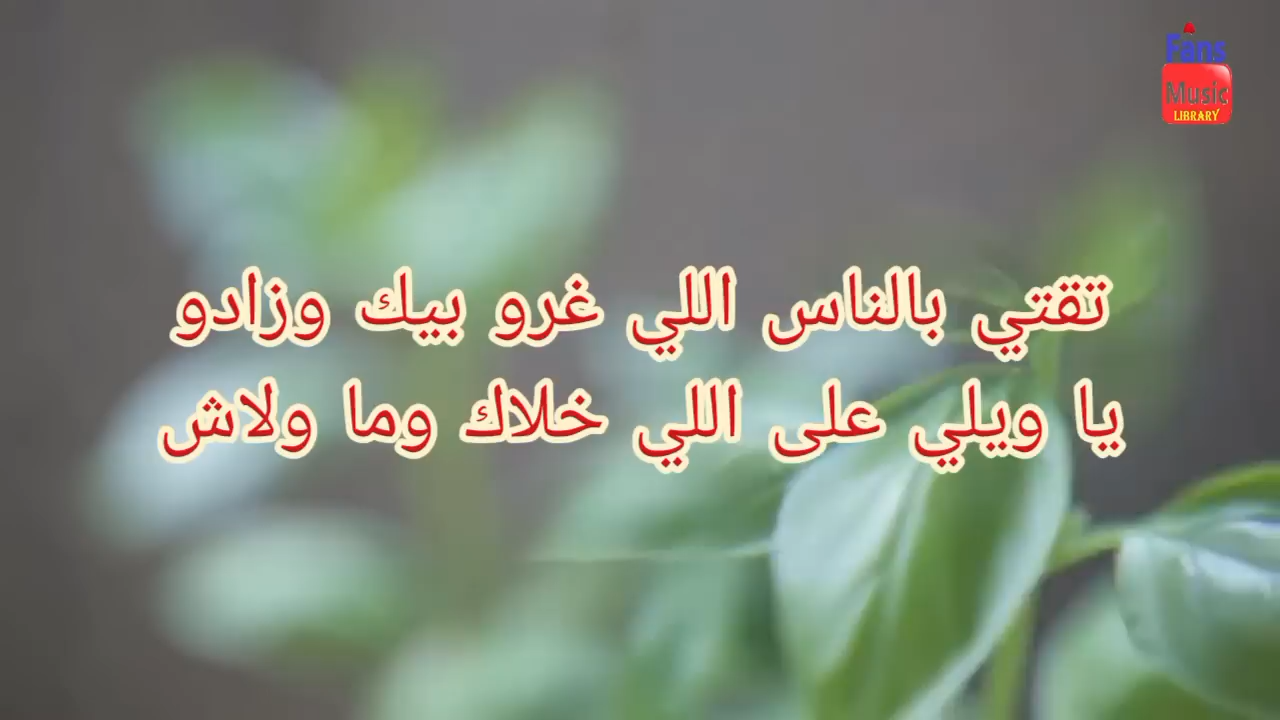 Fans
Music
LIBRARY
تقتي بالناس اللي غرو بيك وزادو
يا ويلي على اللي خلاك وما ولاش